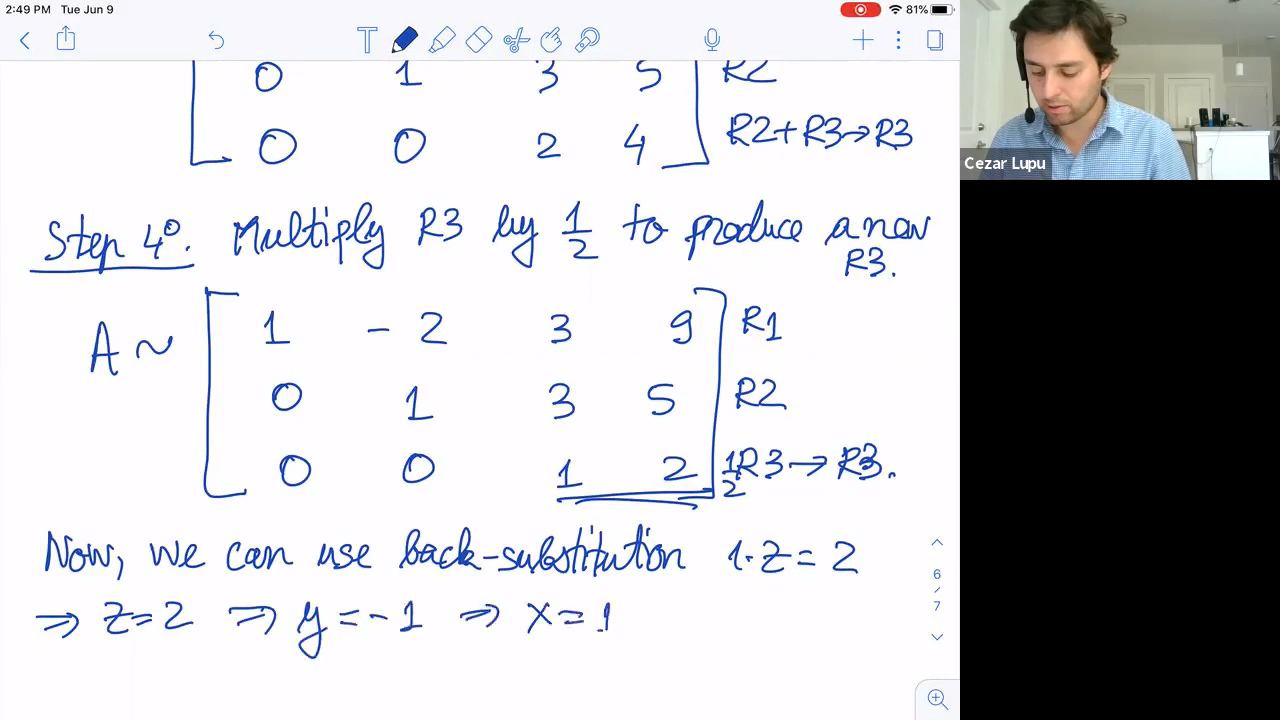 2:49 PM Tue Jun 9
81%
0 1 3 5 R2
0 0 2 4 R2+R3→R3
Step 4°. Multiply R3 by 1/2 to produce a new
R3.
A ~
1 -2 3 9 R1
0 1 3 5 R2
0 0 1 2 1/2R3→R3.
Now, we can use back-substitution 1·z=2
⇒ z=2 ⇒ y=-1 ⇒ x=1
Cezar Lupu
6
/
7